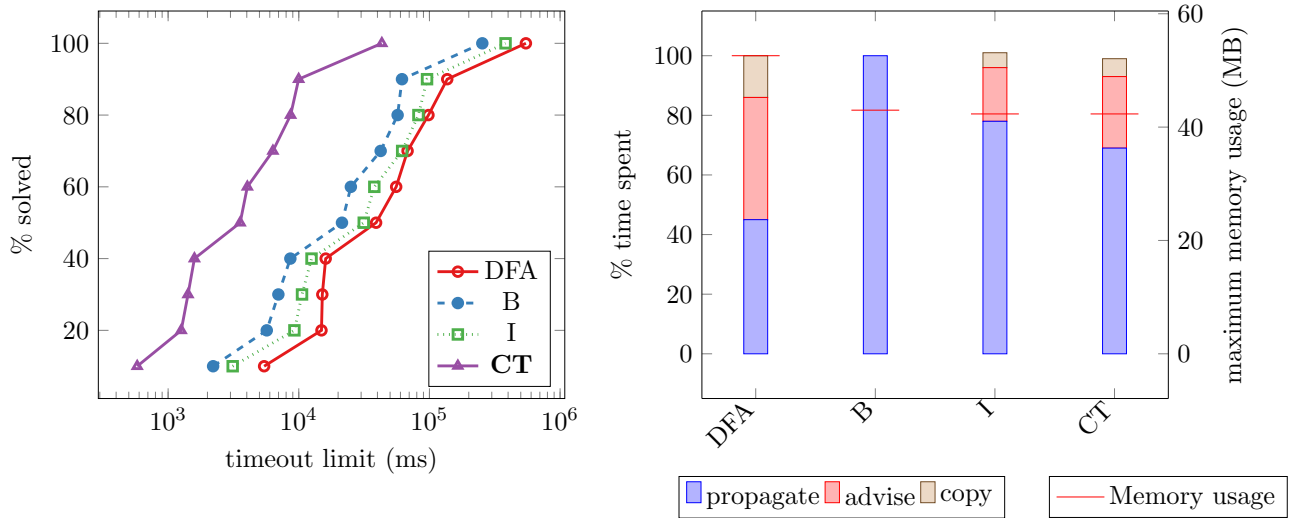 100
80
60
40
20
% solved
10^3
10^4
10^5
10^6
timeout limit (ms)
DFA
B
I
CT
100
80
60
40
20
0
% time spent
60
40
20
0
maximum memory usage (MB)
DFA
B
I
CT
propagate advise copy
Memory usage